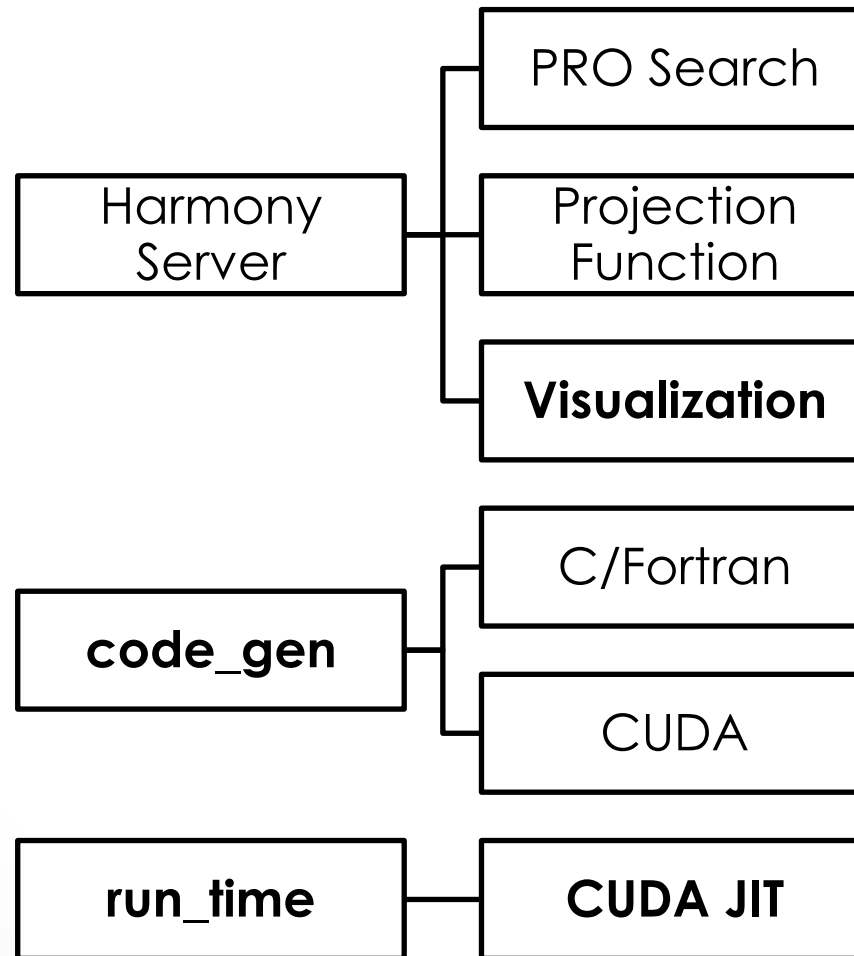 PRO Search
Harmony
Server
Projection
Function
Visualization
C/Fortran
code_gen
CUDA
run_time
CUDA JIT